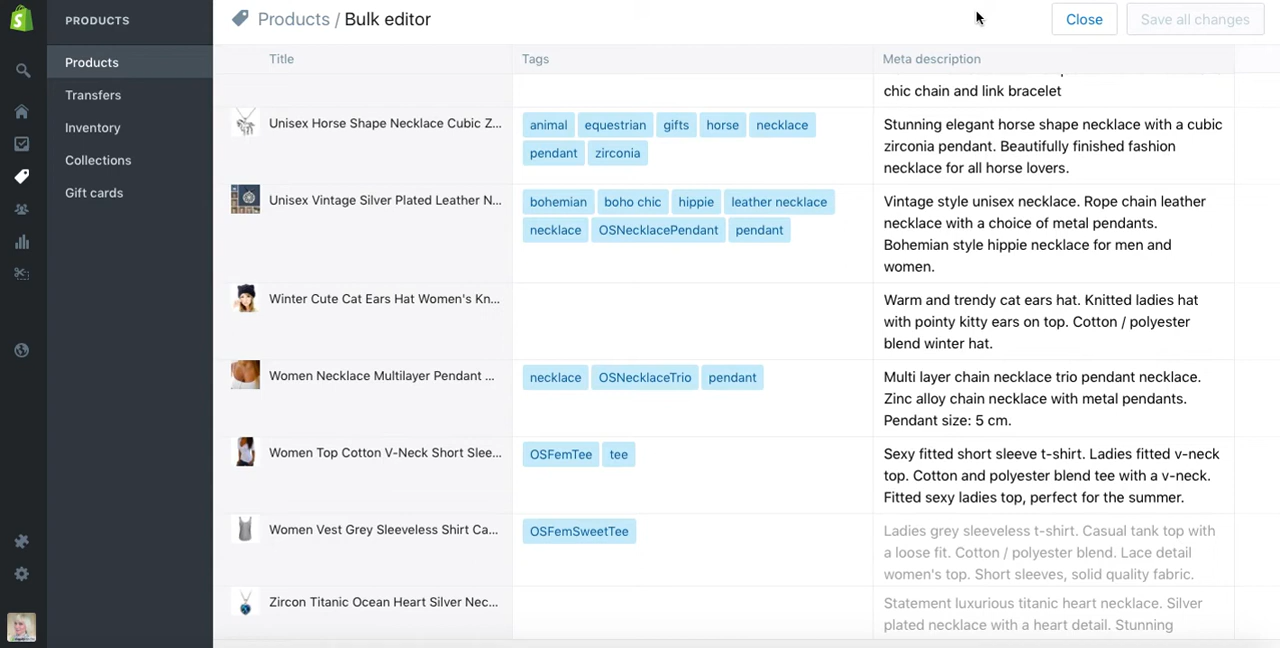 PRODUCTS
Products
Transfers
Inventory
Collections
Gift cards
Products / Bulk editor
Close
Save all changes
Title
Tags
Meta description
chic chain and link bracelet
Unisex Horse Shape Necklace Cubic Z...
animal equestrian gifts horse necklace
pendant zirconia
Stunning elegant horse shape necklace with a cubic
zirconia pendant. Beautifully finished fashion
necklace for all horse lovers.
Unisex Vintage Silver Plated Leather N...
bohemian boho chic hippie leather necklace
necklace OSNecklacePendant pendant
Vintage style unisex necklace. Rope chain leather
necklace with a choice of metal pendants.
Bohemian style hippie necklace for men and
women.
Winter Cute Cat Ears Hat Women's Kn...
Warm and trendy cat ears hat. Knitted ladies hat
with pointy kitty ears on top. Cotton / polyester
blend winter hat.
Women Necklace Multilayer Pendant ...
necklace OSNecklaceTrio pendant
Multi layer chain necklace trio pendant necklace.
Zinc alloy chain necklace with metal pendants.
Pendant size: 5 cm.
Women Top Cotton V-Neck Short Slee...
OSFemTee tee
Sexy fitted short sleeve t-shirt. Ladies fitted v-neck
top. Cotton and polyester blend tee with a v-neck.
Fitted sexy ladies top, perfect for the summer.
Women Vest Grey Sleeveless Shirt Ca...
OSFemSweetTee
Ladies grey sleeveless t-shirt. Casual tank top with
a loose fit. Cotton / polyester blend. Lace detail
women's top. Short sleeves, solid quality fabric.
Zircon Titanic Ocean Heart Silver Nec...
Statement luxurious titanic heart necklace. Silver
plated necklace with a heart detail. Stunning